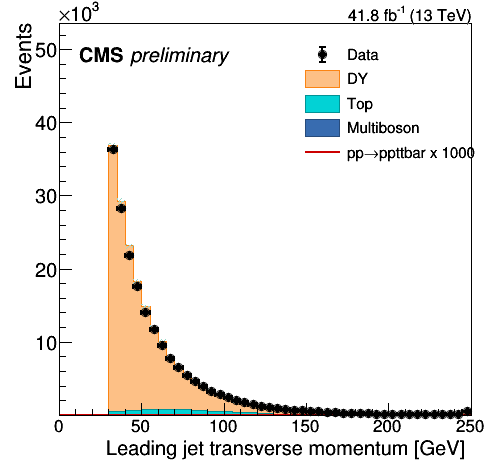 ×10³
41.8 fb⁻¹ (13 TeV)
Events
CMS preliminary
Data
DY
Top
Multiboson
pp→ppttbar x 1000
50
40
30
20
10
0 50 100 150 200 250
Leading jet transverse momentum [GeV]